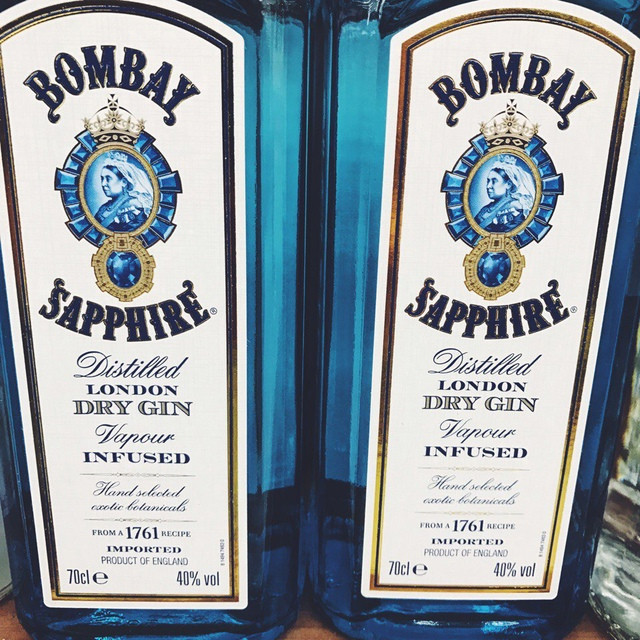 BOMBAY
SAPPHIRE®
Distilled
LONDON
DRY GIN
Vapour
INFUSED
Hand selected
exotic botanicals
FROM A 1761 RECIPE
IMPORTED
PRODUCT OF ENGLAND
70cl e 40% vol
BOMBAY
SAPPHIRE®
Distilled
LONDON
DRY GIN
Vapour
INFUSED
Hand selected
exotic botanicals
FROM A 1761 RECIPE
IMPORTED
PRODUCT OF ENGLAND
70cl e 40% vol